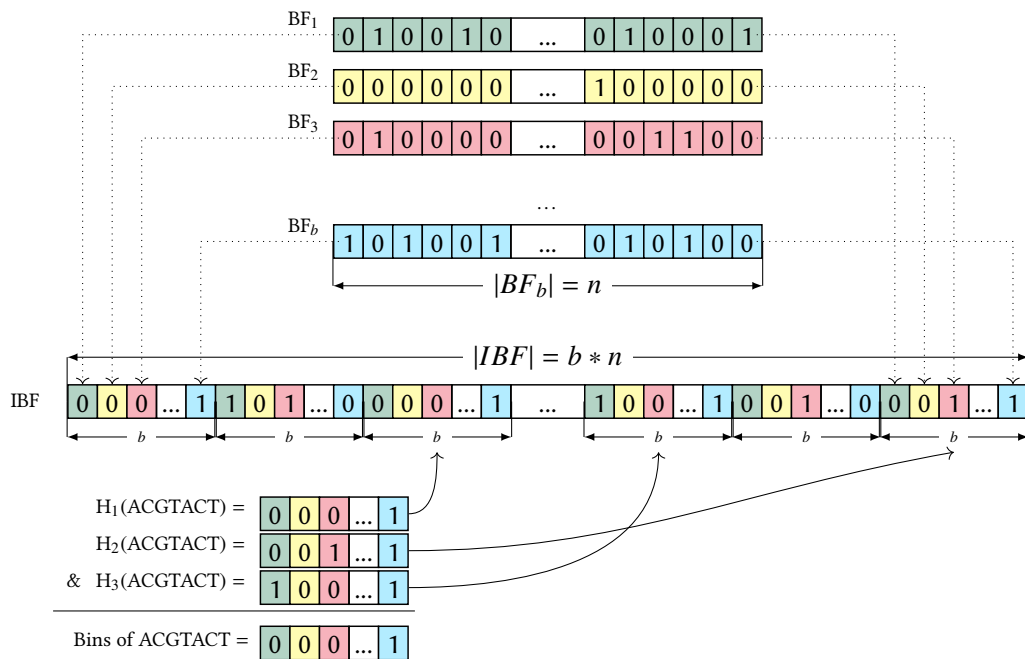 BF₁ 0 1 0 0 1 0 ... 0 1 0 0 0 1
BF₂ 0 0 0 0 0 0 ... 1 0 0 0 0 0
BF₃ 0 1 0 0 0 0 ... 0 0 1 1 0 0
...
BF_b 1 0 1 0 0 1 ... 0 1 0 1 0 0
|BF_b| = n
|IBF| = b * n
IBF 0 0 0 ... 1 1 0 1 ... 0 0 0 0 ... 1 ... 1 0 0 ... 1 0 0 1 ... 0 0 0 1 ... 1
b b b b b b
H₁(ACGTACT) = 0 0 0 ... 1
H₂(ACGTACT) = 0 0 1 ... 1
& H₃(ACGTACT) = 1 0 0 ... 1
Bins of ACGTACT = 0 0 0 ... 1